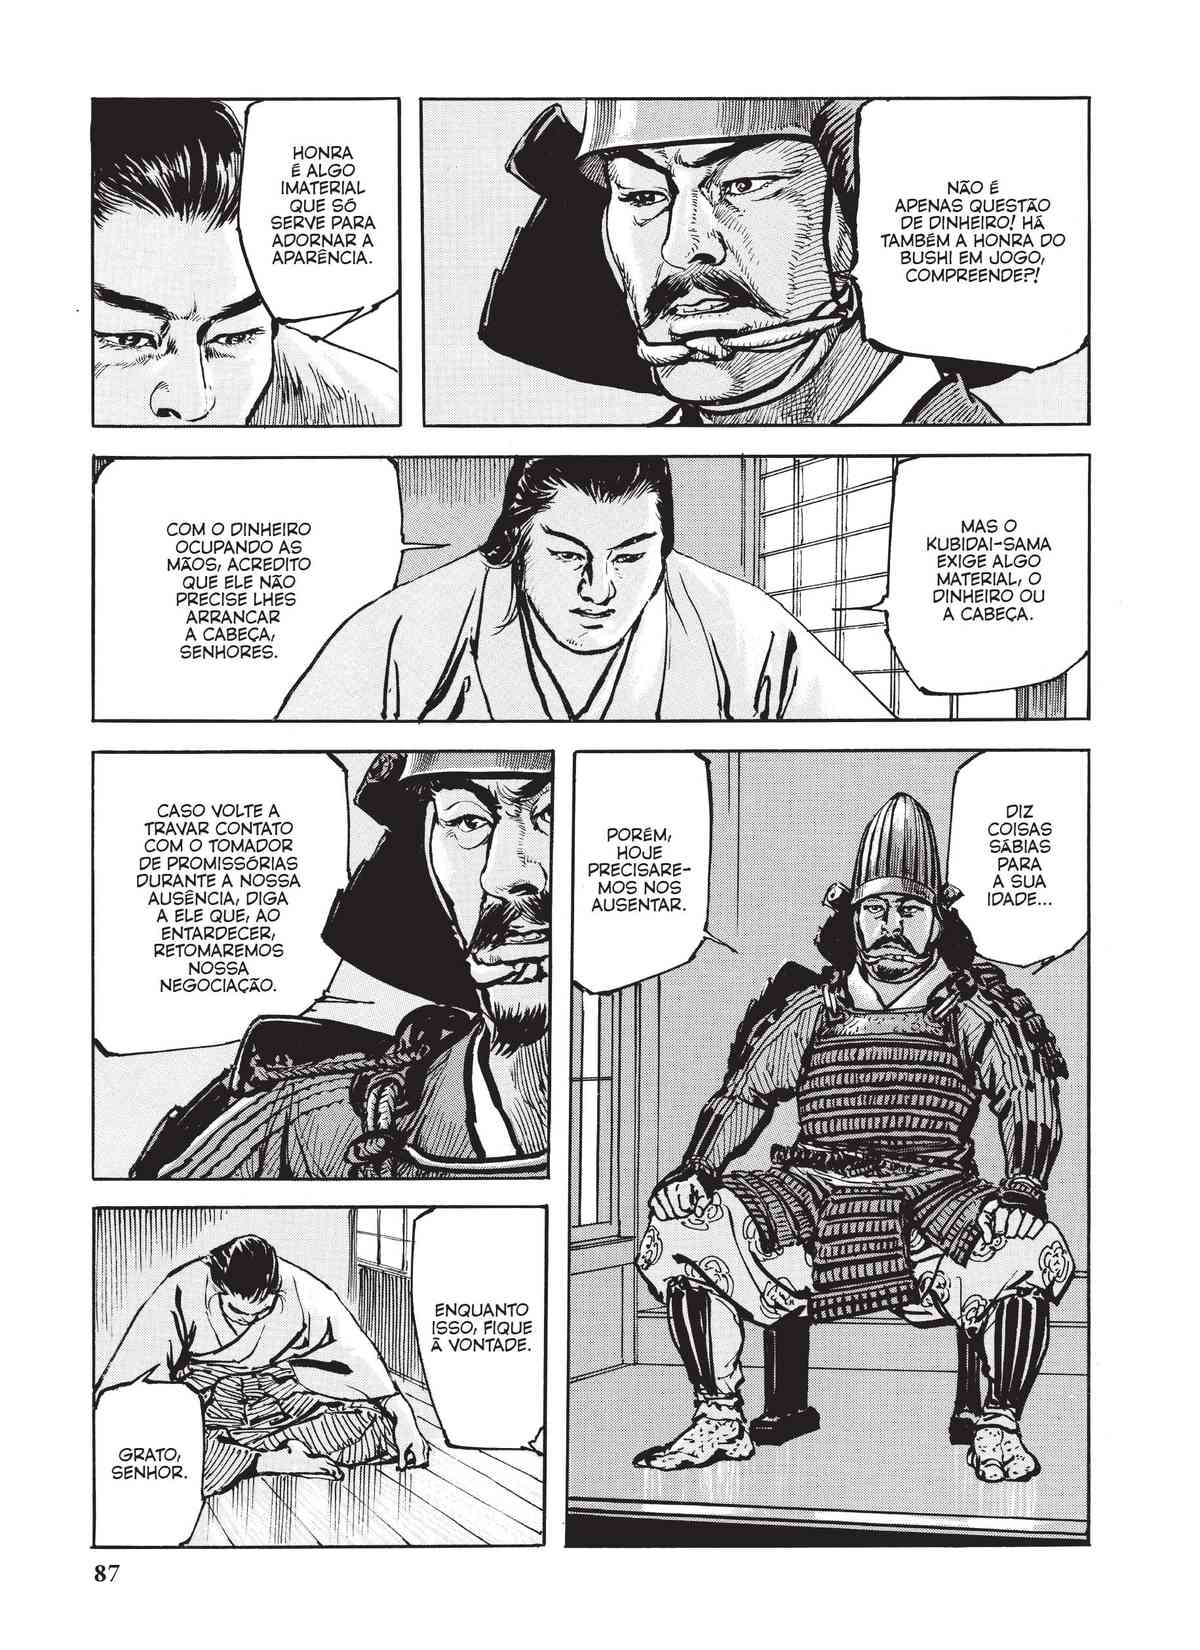 NÃO É
APENAS QUESTÃO
DE DINHEIRO! HÁ
TAMBÉM A HONRA DO
BUSHI EM JOGO,
COMPREENDE?!
HONRA
É ALGO
IMATERIAL
QUE SÓ
SERVE PARA
ADORNAR A
APARÊNCIA.
MAS O
KUBIDAI-SAMA
EXIGE ALGO
MATERIAL, O
DINHEIRO OU
A CABEÇA.
COM O DINHEIRO
OCUPANDO AS
MÃOS, ACREDITO
QUE ELE NÃO
PRECISE LHES
ARRANCAR
A CABEÇA,
SENHORES.
DIZ
COISAS
SÁBIAS
PARA
A SUA
IDADE...
PORÉM,
HOJE
PRECISARE-
MOS NOS
AUSENTAR.
CASO VOLTE A
TRAVAR CONTATO
COM O TOMADOR
DE PROMISSÓRIAS
DURANTE A NOSSA
AUSÊNCIA, DIGA
A ELE QUE, AO
ENTARDECER,
RETOMAREMOS
NOSSA
NEGOCIAÇÃO.
ENQUANTO
ISSO, FIQUE
À VONTADE.
GRATO,
SENHOR.
87